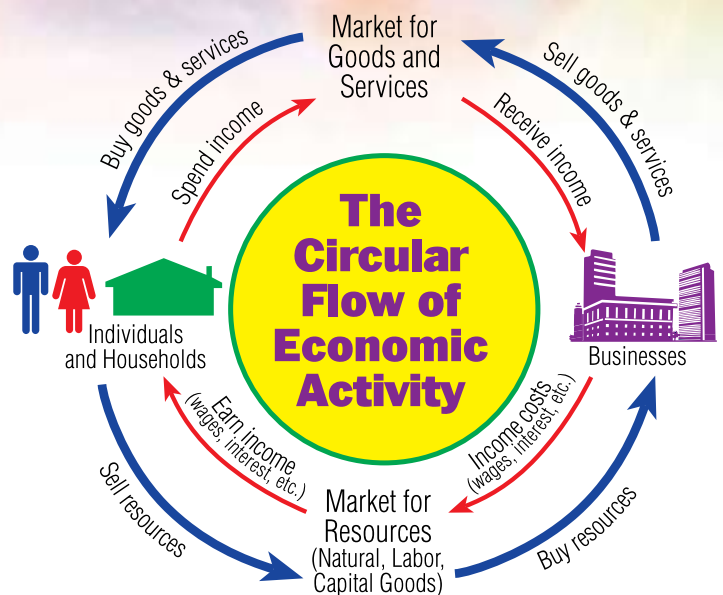 Market for
Goods and
Services
Buy goods & services
Sell goods & services
Spend income
Receive income
The
Circular
Flow of
Economic
Activity
Individuals
and Households
Businesses
Earn income
(wages, interest, etc.)
Income costs
(wages, interest, etc.)
Sell resources
Buy resources
Market for
Resources
(Natural, Labor,
Capital Goods)